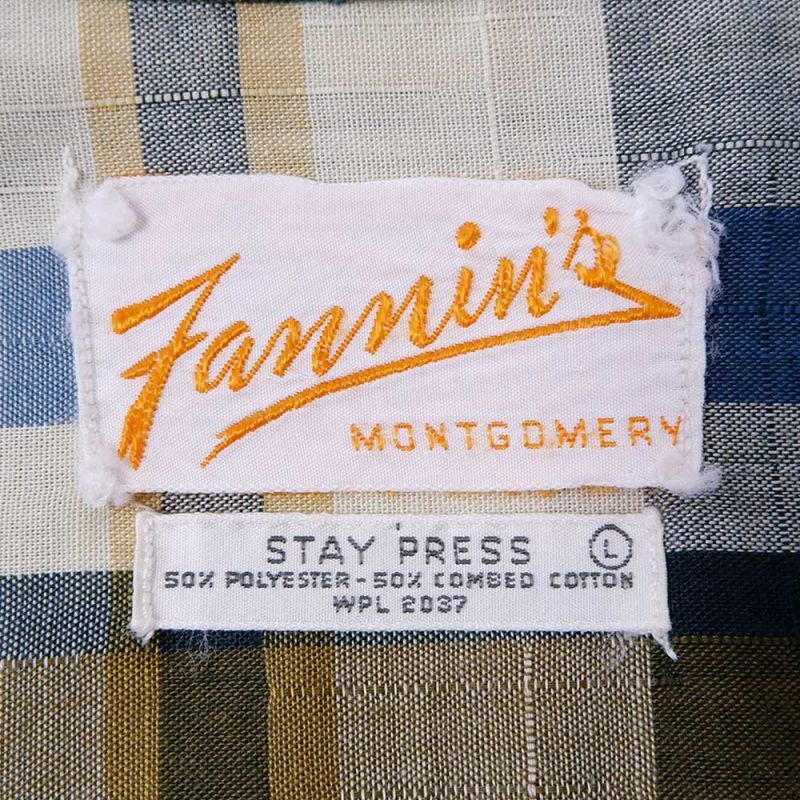 Fannin's
MONTGOMERY
STAY PRESS L
50% POLYESTER - 50% COMBED COTTON
WPL 2037